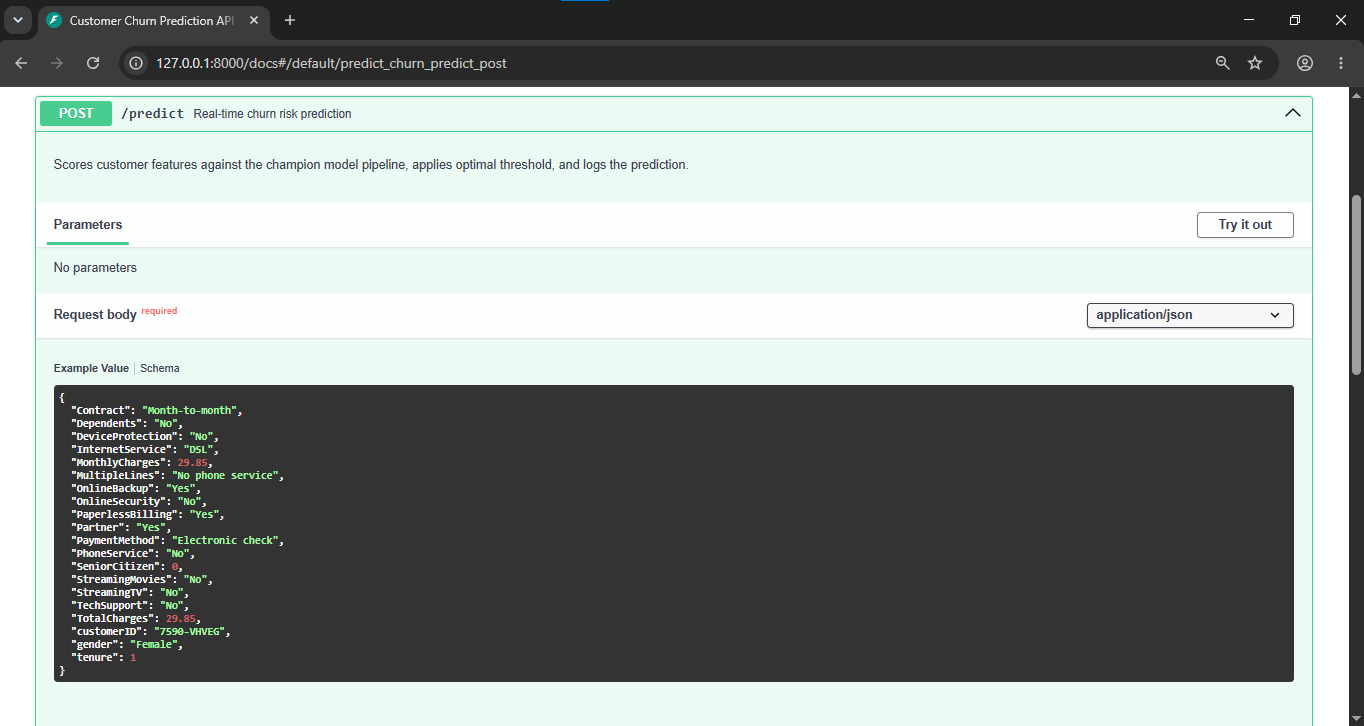 Customer Churn Prediction API
127.0.0.1:8000/docs#/default/predict_churn_predict_post
POST /predict Real-time churn risk prediction
Scores customer features against the champion model pipeline, applies optimal threshold, and logs the prediction.
Parameters
Try it out
No parameters
Request body required
application/json
Example Value Schema
{
"Contract": "Month-to-month",
"Dependents": "No",
"DeviceProtection": "No",
"InternetService": "DSL",
"MonthlyCharges": 29.85,
"MultipleLines": "No phone service",
"OnlineBackup": "Yes",
"OnlineSecurity": "No",
"PaperlessBilling": "Yes",
"Partner": "Yes",
"PaymentMethod": "Electronic check",
"PhoneService": "No",
"SeniorCitizen": 0,
"StreamingMovies": "No",
"StreamingTV": "No",
"TechSupport": "No",
"TotalCharges": 29.85,
"customerID": "7590-VHVEG",
"gender": "Female",
"tenure": 1
}